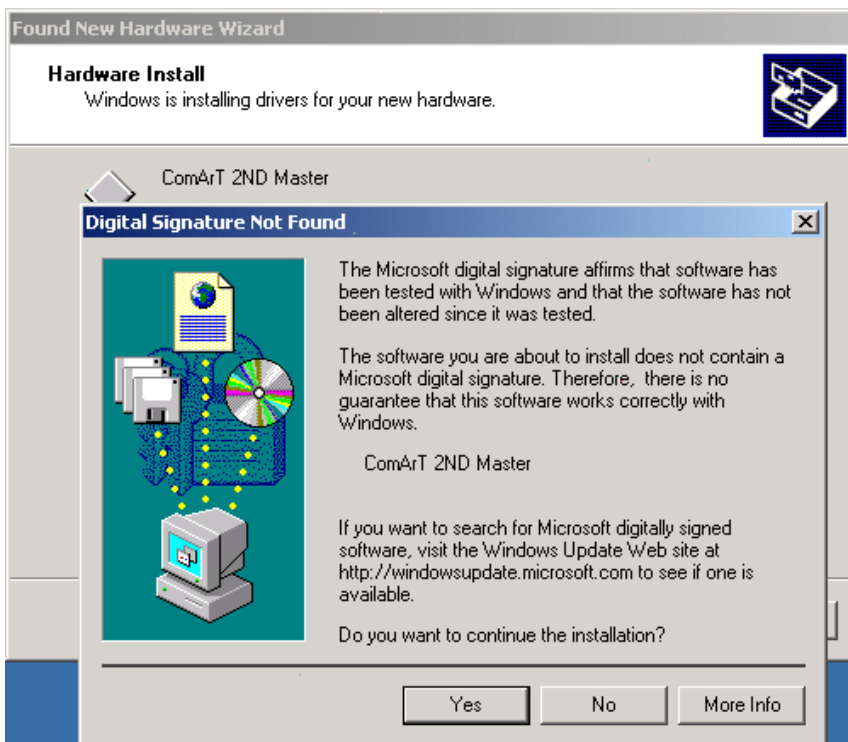 Found New Hardware Wizard
Hardware Install
Windows is installing drivers for your new hardware.
ComArT 2ND Master
Digital Signature Not Found
The Microsoft digital signature affirms that software has
been tested with Windows and that the software has not
been altered since it was tested.
The software you are about to install does not contain a
Microsoft digital signature. Therefore, there is no
guarantee that this software works correctly with
Windows.
ComArT 2ND Master
If you want to search for Microsoft digitally signed
software, visit the Windows Update Web site at
http://windowsupdate.microsoft.com to see if one is
available.
Do you want to continue the installation?
Yes
No
More Info